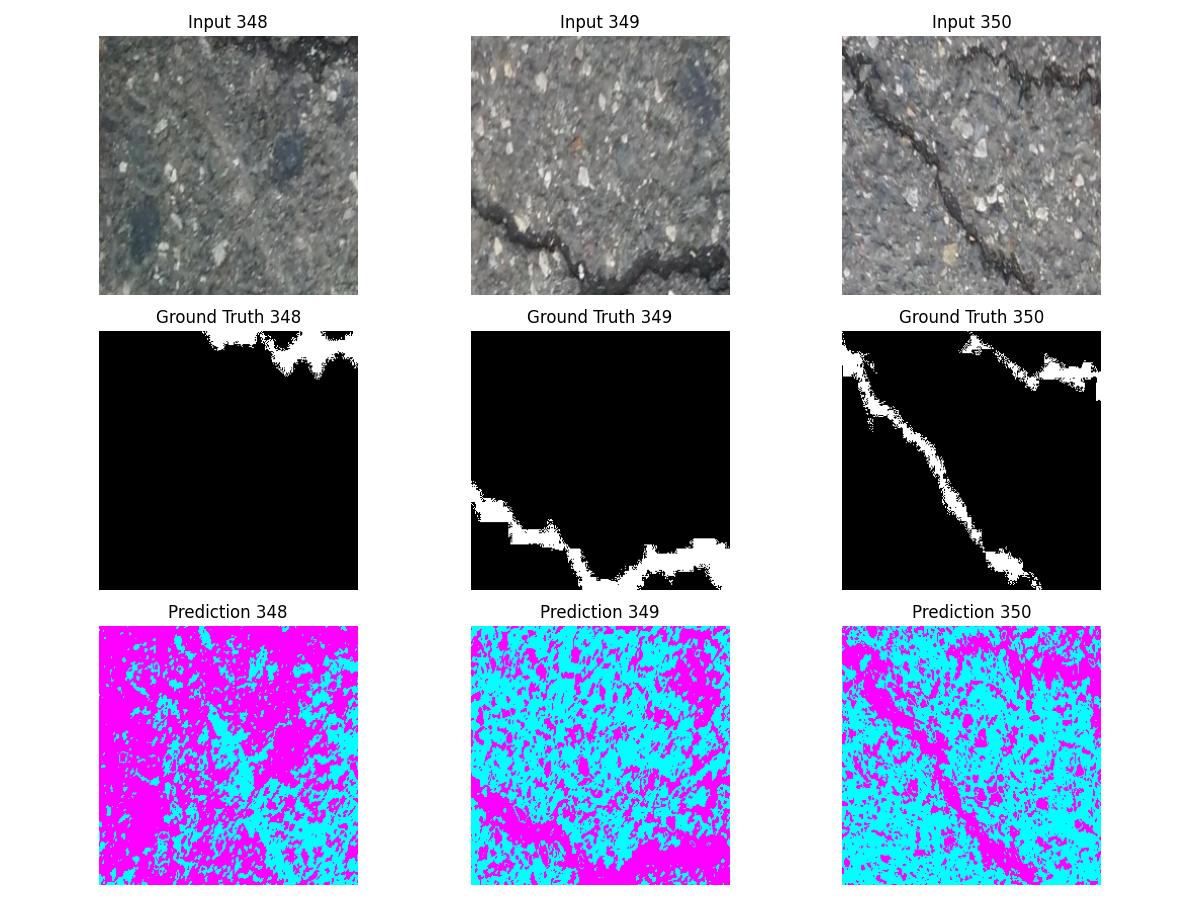 Input 348
Input 349
Input 350
Ground Truth 348
Ground Truth 349
Ground Truth 350
Prediction 348
Prediction 349
Prediction 350